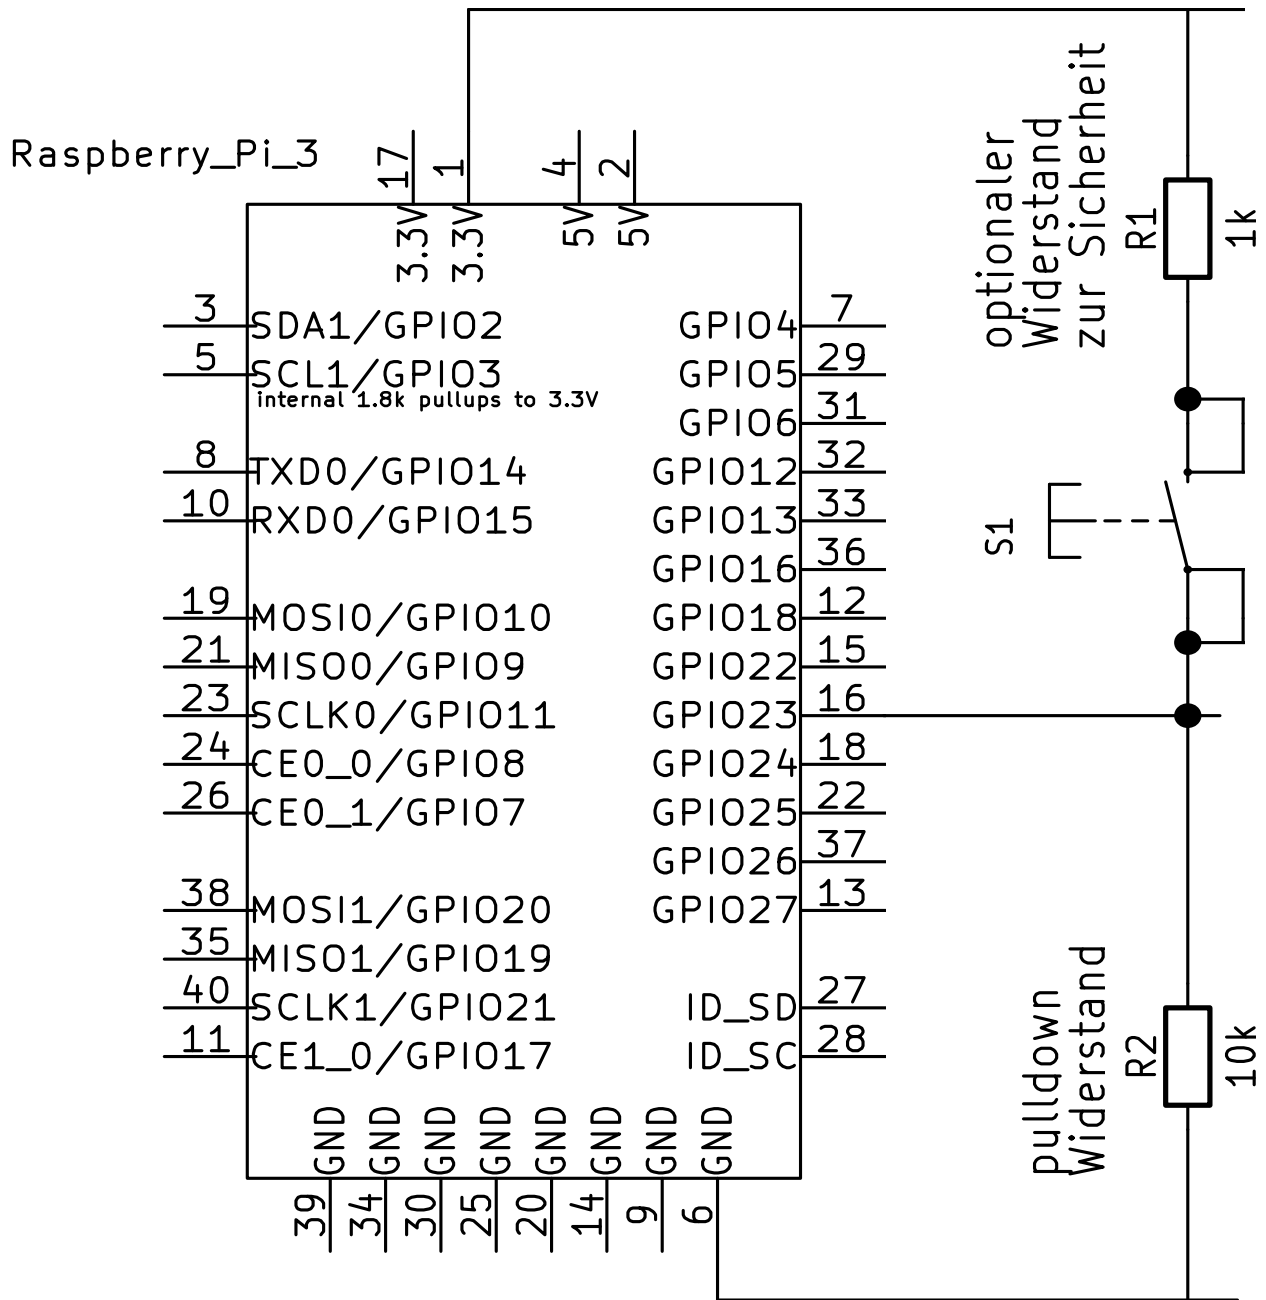 Raspberry_Pi_3
17
1
4
2
3.3V
3.3V
5V
5V
3
SDA1/GPIO2
5
SCL1/GPIO3
internal 1.8k pullups to 3.3V
8
TXD0/GPIO14
10
RXD0/GPIO15
19
MOSI0/GPIO10
21
MISO0/GPIO9
23
SCLK0/GPIO11
24
CE0_0/GPIO8
26
CE0_1/GPIO7
38
MOSI1/GPIO20
35
MISO1/GPIO19
40
SCLK1/GPIO21
11
CE1_0/GPIO17
GPIO4
7
GPIO5
29
GPIO6
31
GPIO12
32
GPIO13
33
GPIO16
36
GPIO18
12
GPIO22
15
GPIO23
16
GPIO24
18
GPIO25
22
GPIO26
37
GPIO27
13
ID_SD
27
ID_SC
28
GND
GND
GND
GND
GND
GND
GND
GND
39
34
30
25
20
14
9
6
optionaler
Widerstand
zur Sicherheit
R1
1k
S1
pulldown
Widerstand
R2
10k